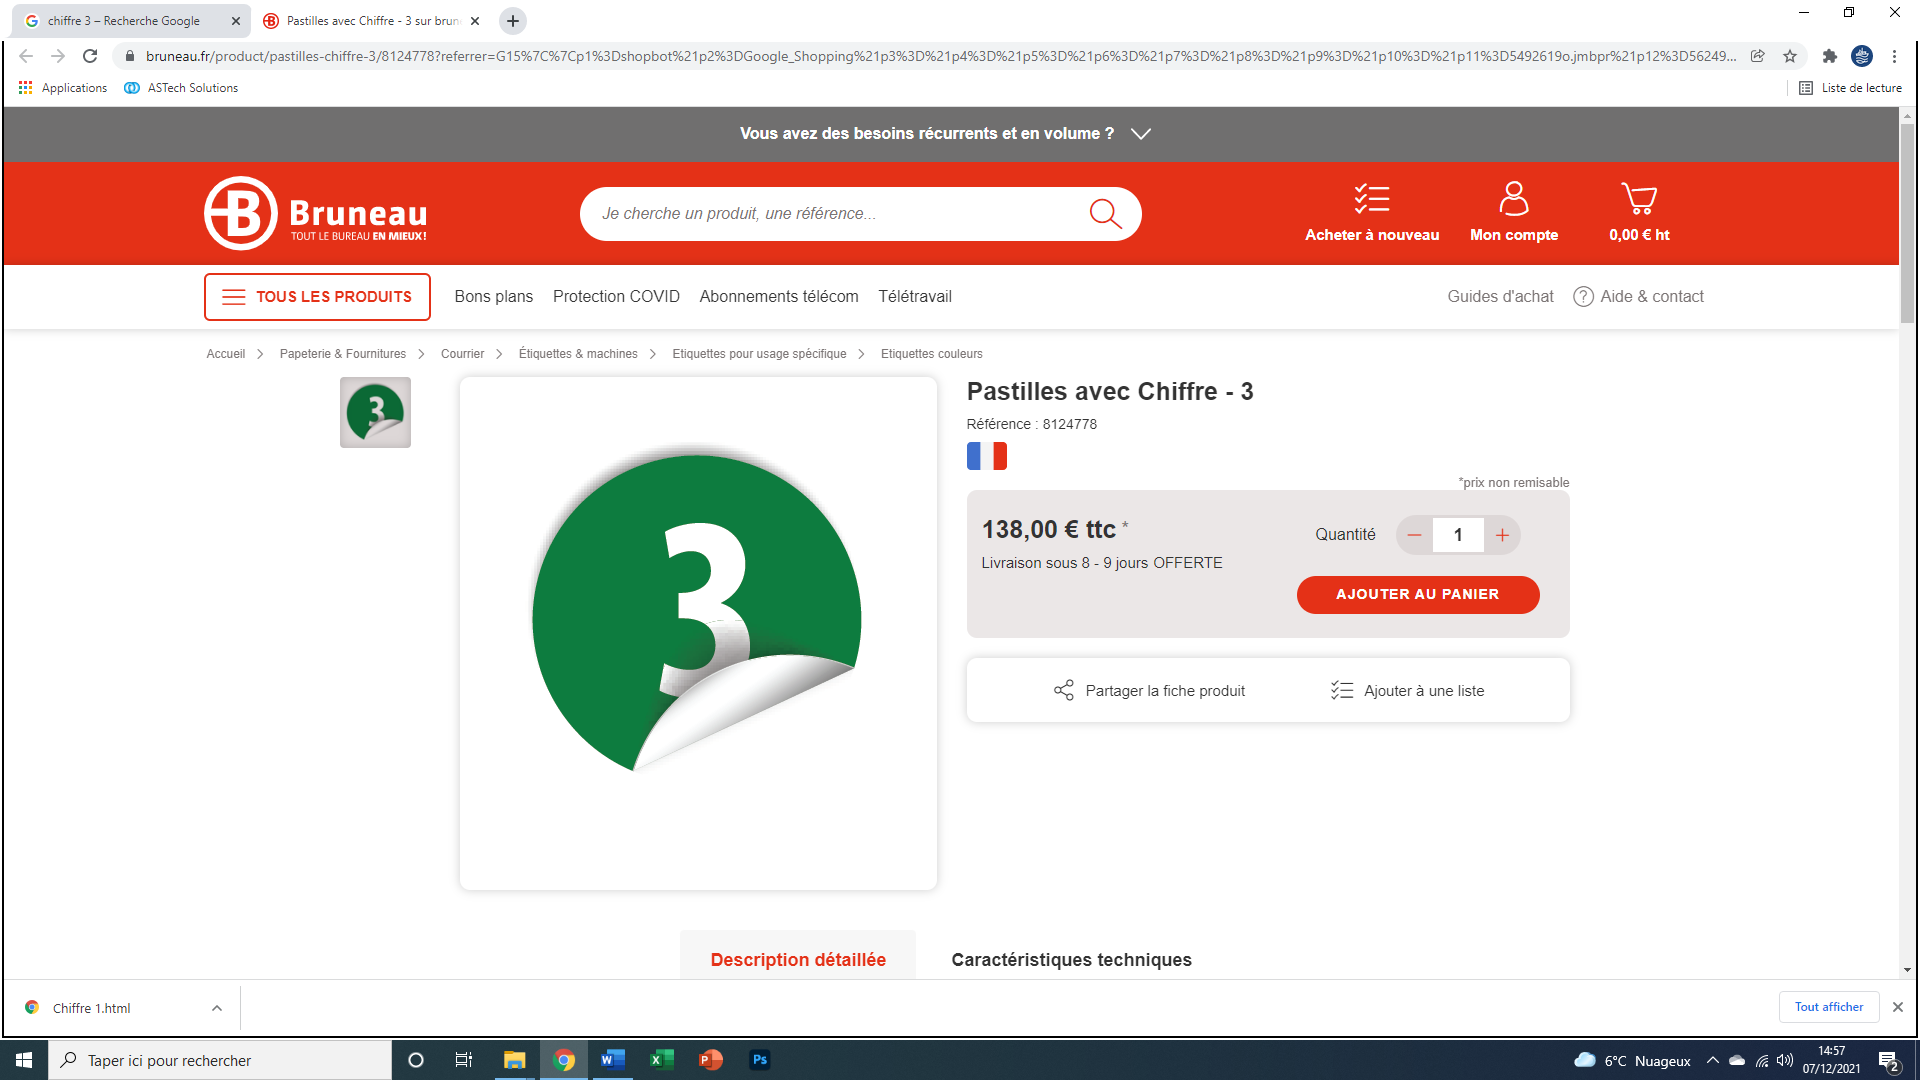 chiffre 3 – Recherche Google
Pastilles avec Chiffre - 3 sur brun
bruneau.fr/product/pastilles-chiffre-3/8124778?referrer=G15%7C%7Cp1%3Dshopbot%21p2%3DGoogle_Shopping%21p3%3D%21p4%3D%21p5%3D%21p6%3D%21p7%3D%21p8%3D%21p9%3D%21p10%3D%21p11%3D5492619o.jmbpr%21p12%3D56249...
Applications
ASTech Solutions
Liste de lecture
Vous avez des besoins récurrents et en volume ?
B Bruneau
TOUT LE BUREAU EN MIEUX !
Je cherche un produit, une référence...
Acheter à nouveau
Mon compte
0,00 € ht
TOUS LES PRODUITS
Bons plans
Protection COVID
Abonnements télécom
Télétravail
Guides d'achat
? Aide & contact
Accueil > Papeterie & Fournitures > Courrier > Étiquettes & machines > Etiquettes pour usage spécifique > Etiquettes couleurs
3
3
Pastilles avec Chiffre - 3
Référence : 8124778
*prix non remisable
138,00 € ttc *
Quantité
— 1 +
Livraison sous 8 - 9 jours OFFERTE
AJOUTER AU PANIER
Partager la fiche produit
Ajouter à une liste
Description détaillée
Caractéristiques techniques
Chiffre 1.html
Tout afficher
Taper ici pour rechercher
6°C Nuageux
14:57
07/12/2021
2